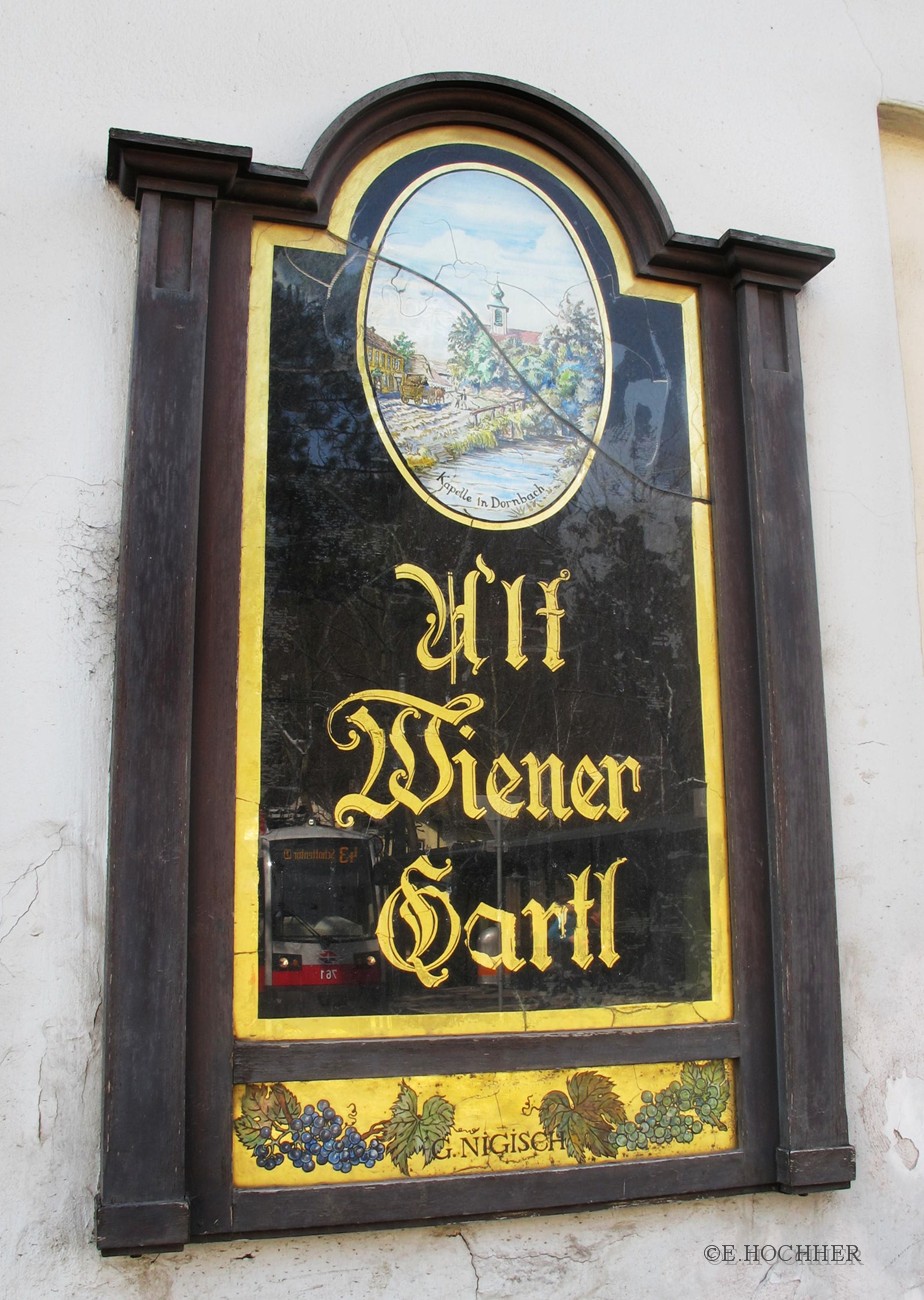 Kapelle in Dornbach
Alt
Wiener
Gartl
G. NIGISCH
©E.HOCHHER